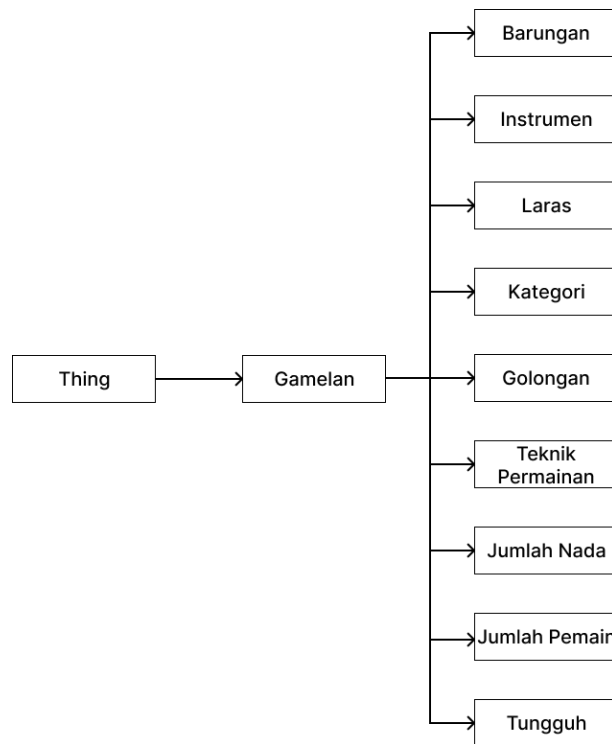 Barungan
Instrumen
Laras
Kategori
Thing
Gamelan
Golongan
Teknik
Permainan
Jumlah Nada
Jumlah Pemain
Tungguh